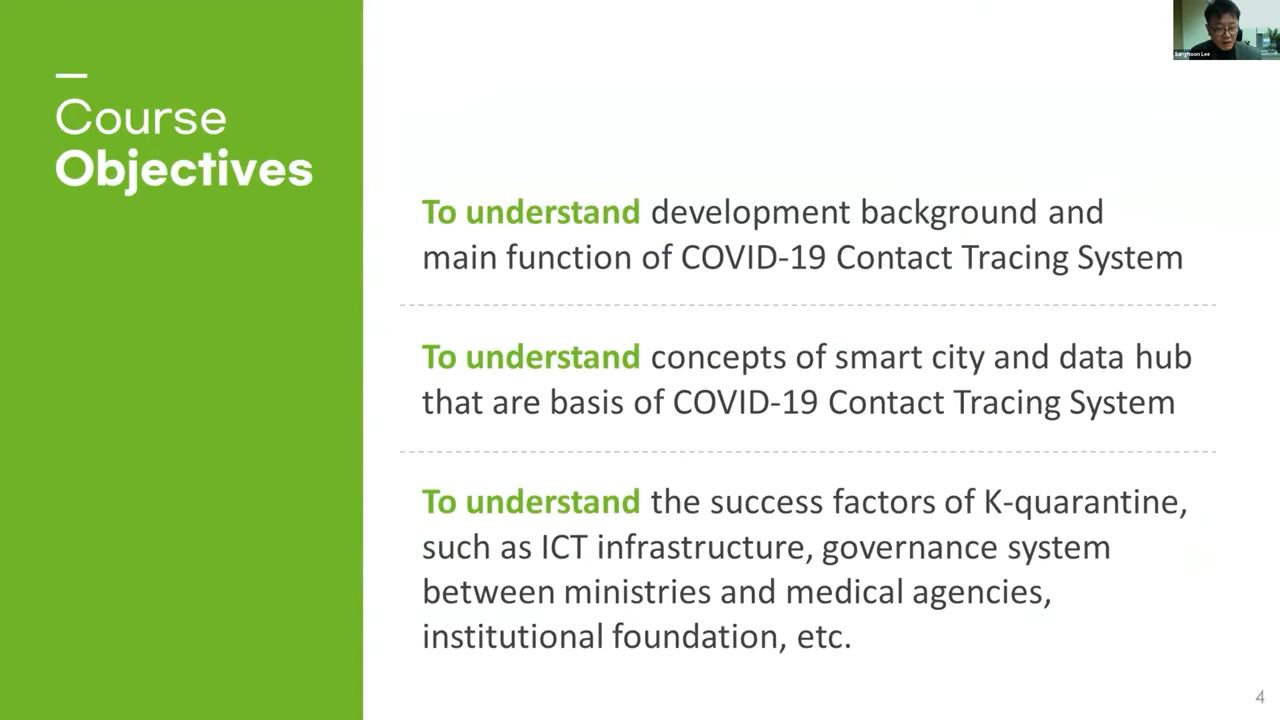 Course
Objectives
To understand development background and
main function of COVID-19 Contact Tracing System
To understand concepts of smart city and data hub
that are basis of COVID-19 Contact Tracing System
To understand the success factors of K-quarantine,
such as ICT infrastructure, governance system
between ministries and medical agencies,
institutional foundation, etc.
Sanghoon Lee
4